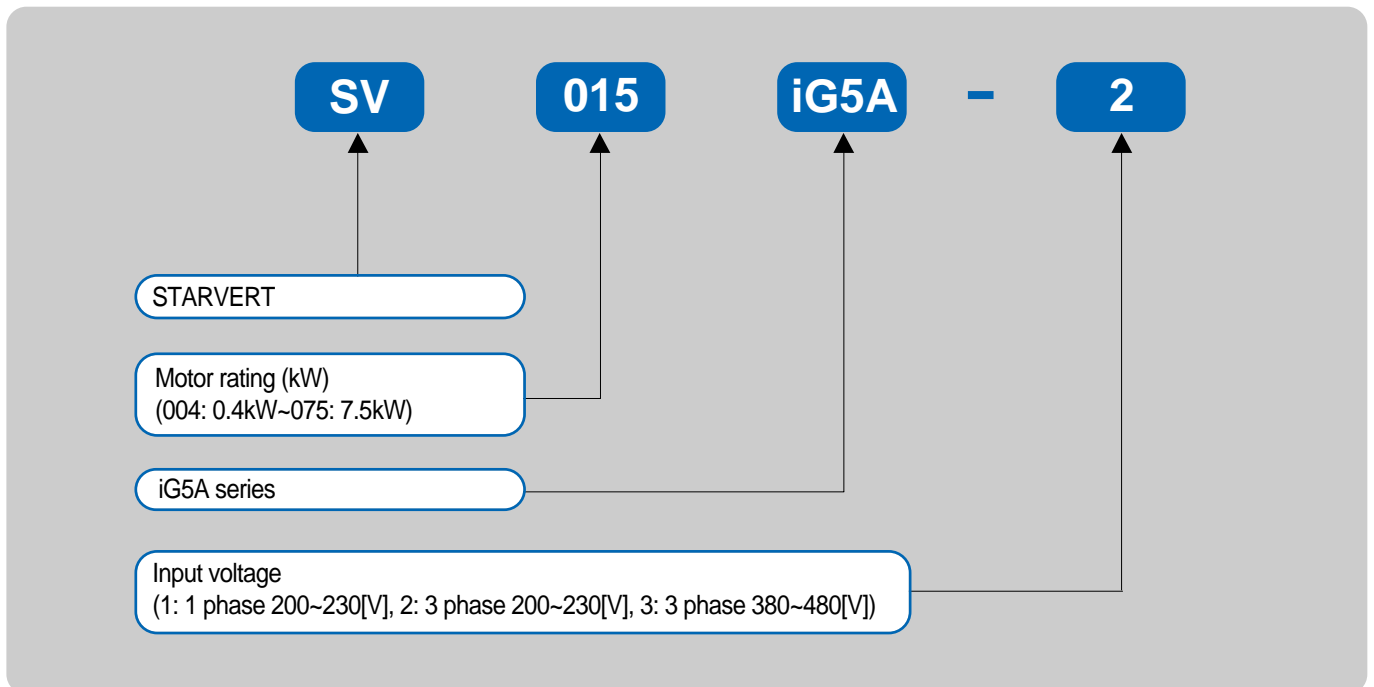 SV 015 iG5A - 2
STARVERT
Motor rating (kW)
(004: 0.4kW~075: 7.5kW)
iG5A series
Input voltage
(1: 1 phase 200~230[V], 2: 3 phase 200~230[V], 3: 3 phase 380~480[V])